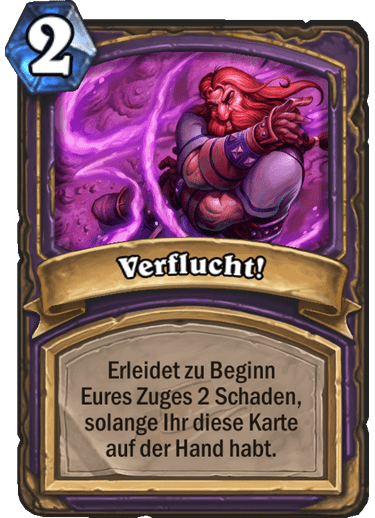 2
Verflucht!
Erleidet zu Beginn
Eures Zuges 2 Schaden,
solange Ihr diese Karte
auf der Hand habt.